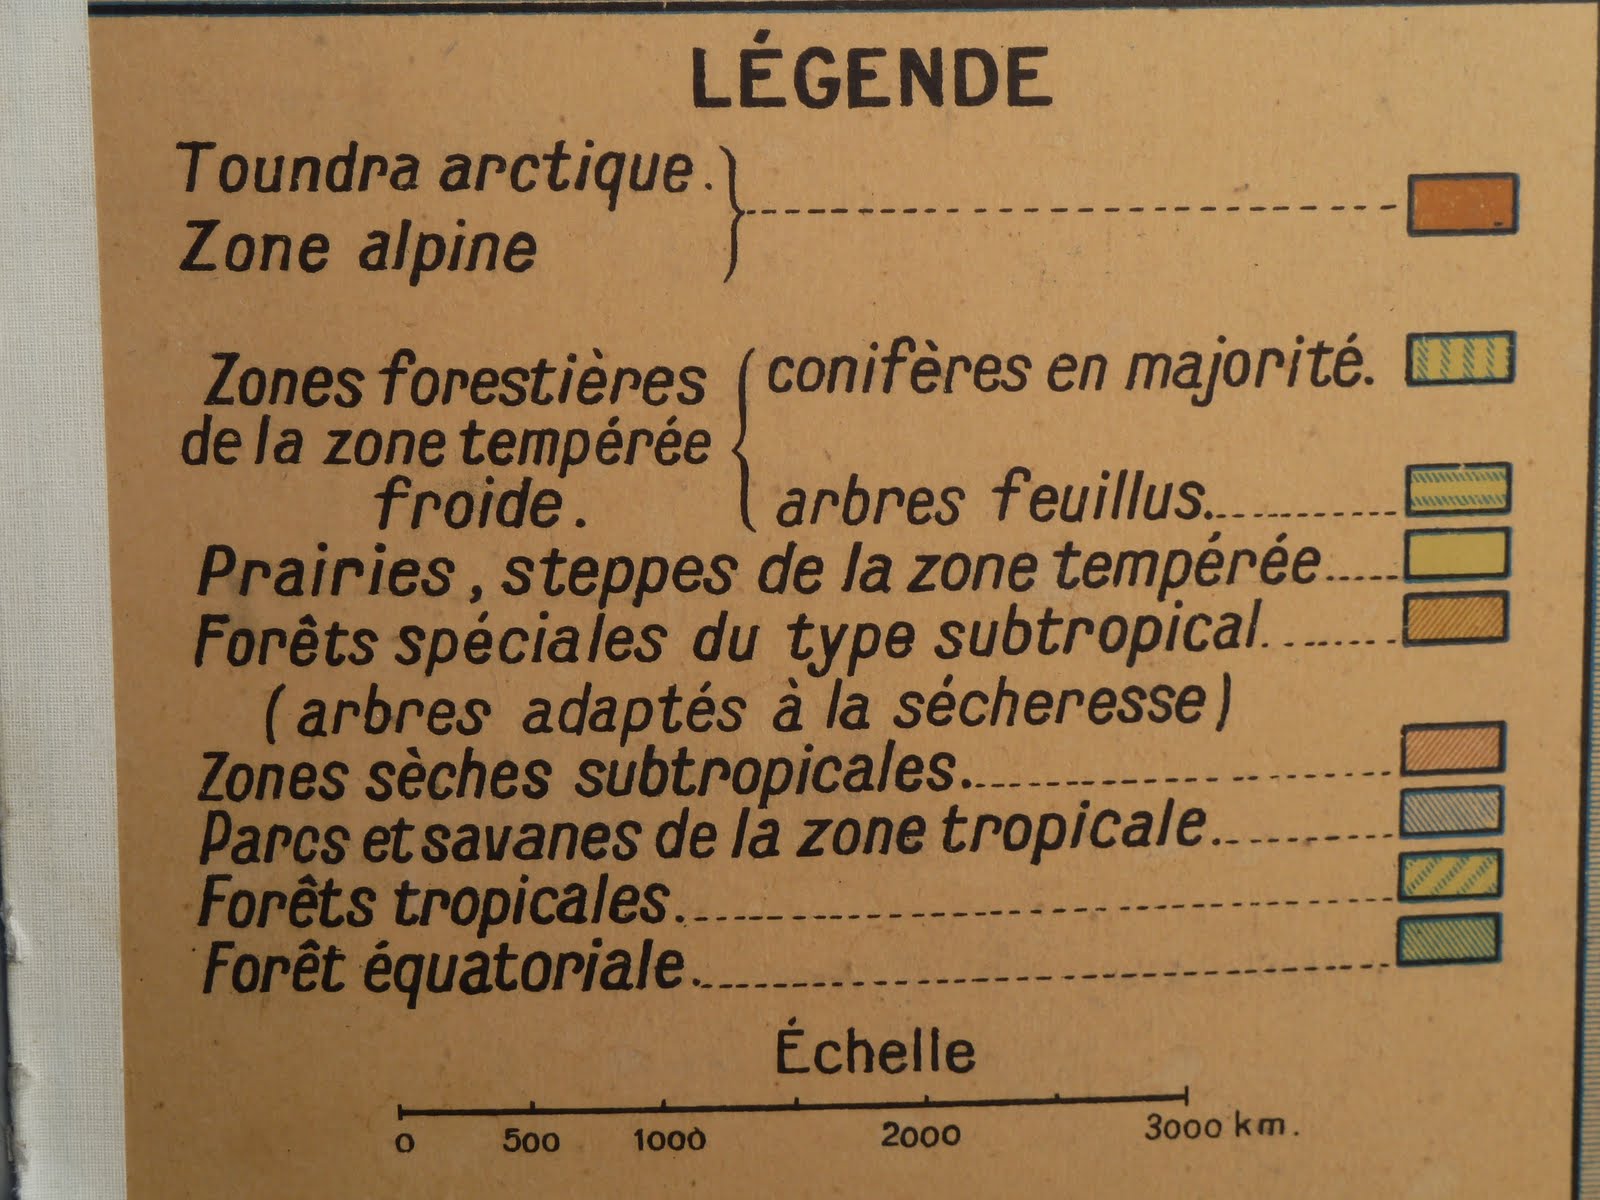 LÉGENDE
Toundra arctique.
Zone alpine
Zones forestières
de la zone tempérée
froide.
conifères en majorité.
arbres feuillus.
Prairies, steppes de la zone tempérée
Forêts spéciales du type subtropical.
(arbres adaptés à la sécheresse)
Zones sèches subtropicales.
Parcs et savanes de la zone tropicale.
Forêts tropicales.
Forêt équatoriale.
Échelle
0 500 1000 2000 3000 km.